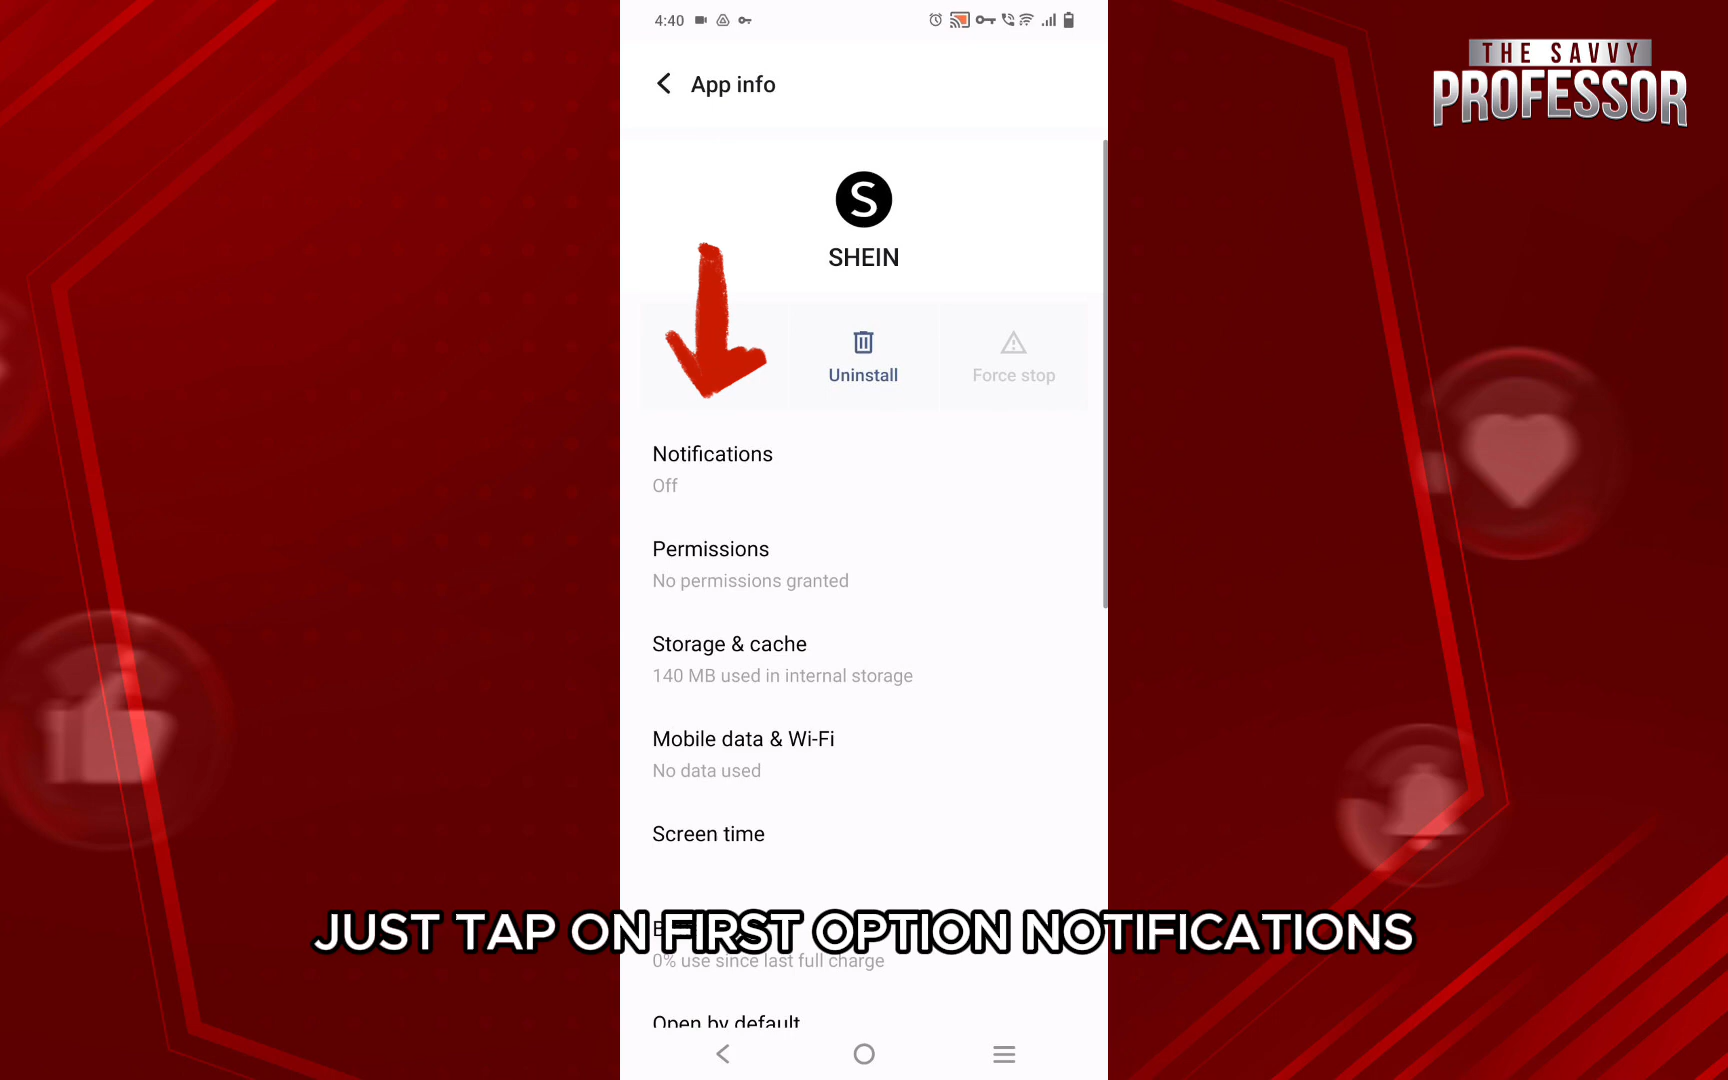 4:40
THE SAVVY
PROFESSOR
App info
S
SHEIN
Uninstall
Force stop
Notifications
Off
Permissions
No permissions granted
Storage & cache
140 MB used in internal storage
Mobile data & Wi-Fi
No data used
Screen time
JUST TAP ON FIRST OPTION NOTIFICATIONS
0% use since last full charge
Open by default